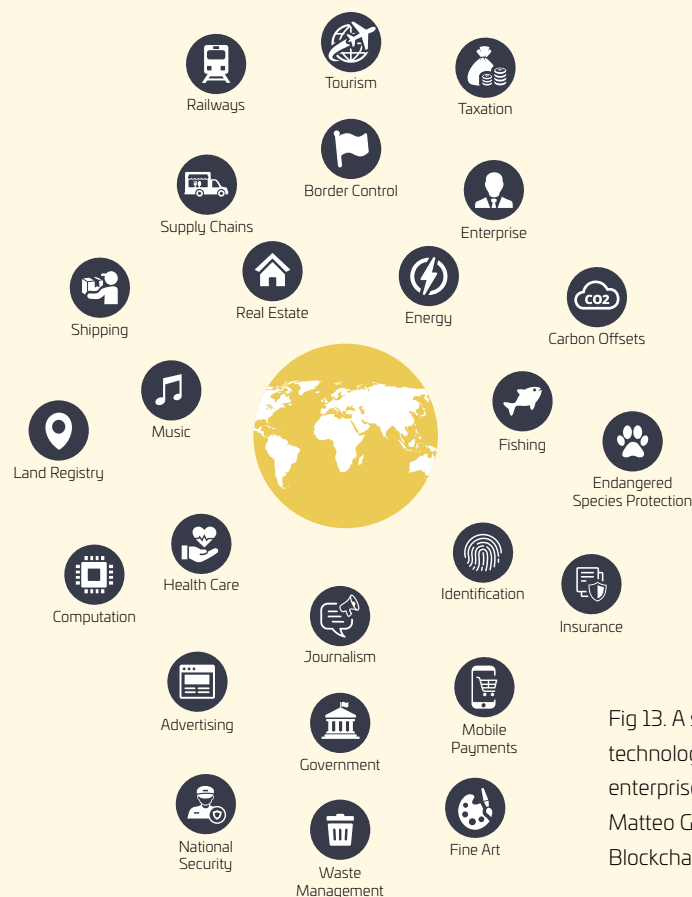 Tourism
Railways
Taxation
Border Control
Supply Chains
Enterprise
Real Estate
Energy
Shipping
CO2
Carbon Offsets
Music
Fishing
Land Registry
Endangered
Species Protection
Health Care
Identification
Computation
Insurance
Journalism
Advertising
Mobile
Payments
Government
National
Security
Fine Art
Waste
Management
Fig 13. A
technolog
enterprise
Matteo G
Blockcha